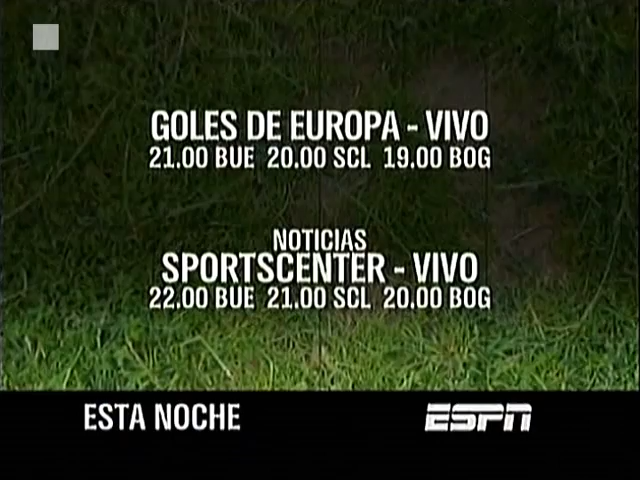 GOLES DE EUROPA - VIVO
21.00 BUE 20.00 SCL 19.00 BOG
NOTICIAS
SPORTSCENTER - VIVO
22.00 BUE 21.00 SCL 20.00 BOG
ESTA NOCHE
ESPN